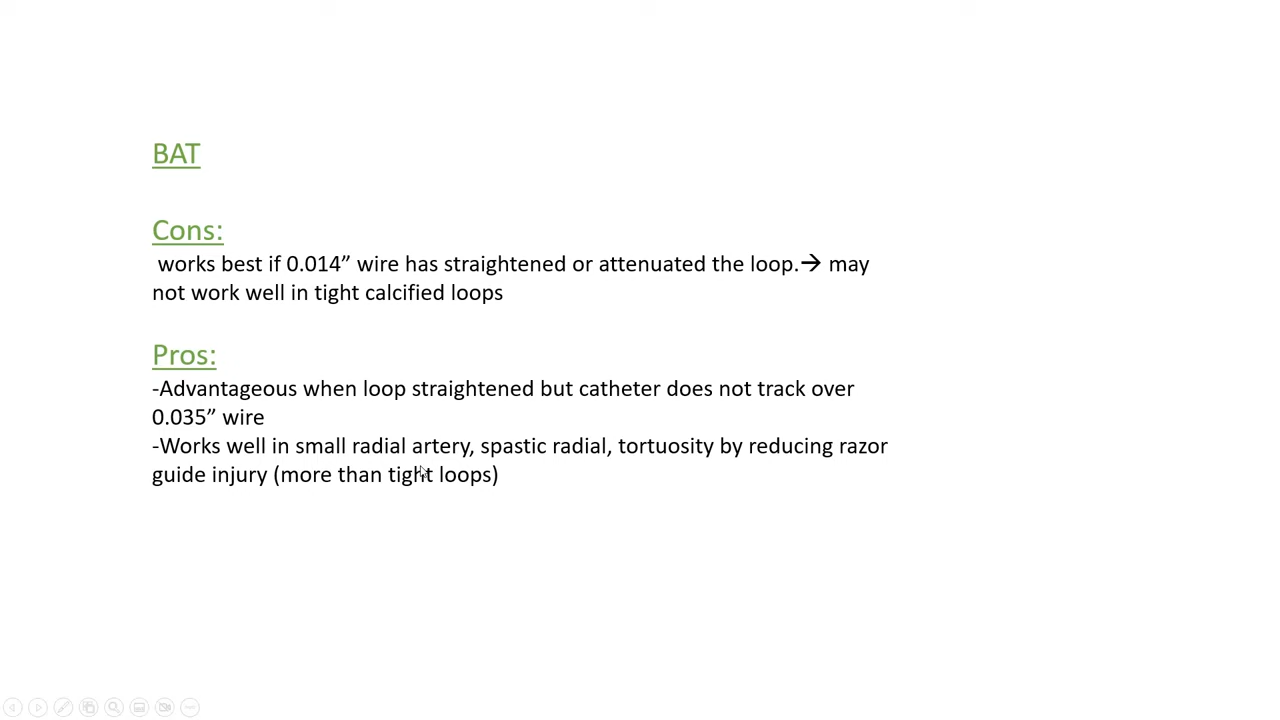 BAT
Cons:
works best if 0.014” wire has straightened or attenuated the loop.→ may
not work well in tight calcified loops
Pros:
-Advantageous when loop straightened but catheter does not track over
0.035” wire
-Works well in small radial artery, spastic radial, tortuosity by reducing razor
guide injury (more than tight loops)